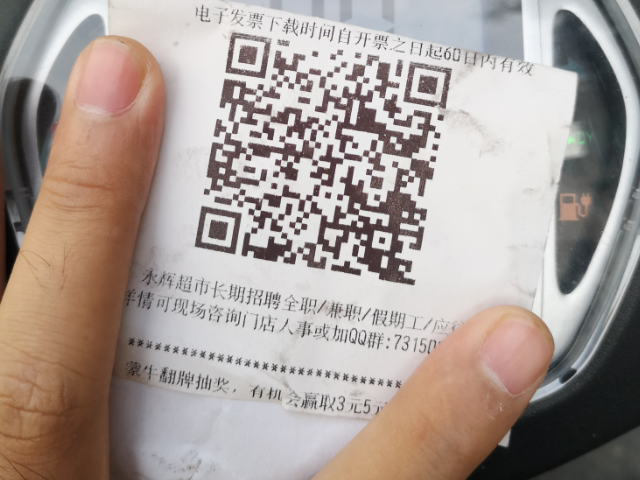 电子发票下载时间自开票之日起60日内有效
永辉超市长期招聘全职/兼职/假期工/应
详情可现场咨询门店人事或加QQ群:7315
************************************
蒙牛翻牌抽奖，有机会赢取3元5元